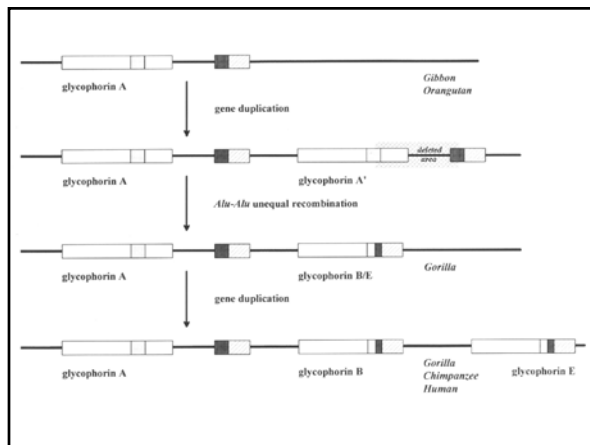 glycophorin A
Gibbon
Orangutan
gene duplication
deleted
area
glycophorin A glycophorin A'
Alu-Alu unequal recombination
glycophorin A glycophorin B/E Gorilla
gene duplication
glycophorin A glycophorin B Gorilla
Chimpanzee
Human glycophorin E